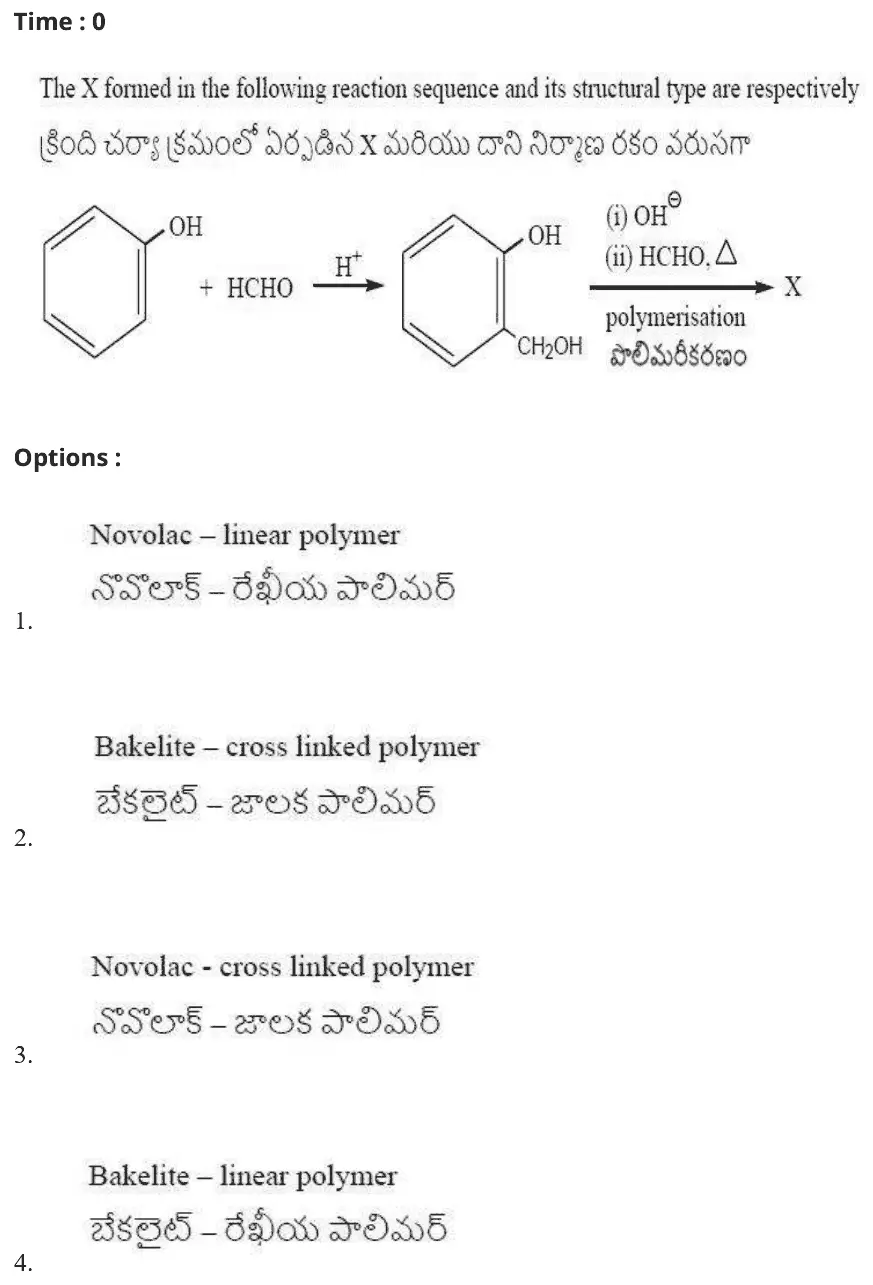 Time : 0
The X formed in the following reaction sequence and its structural type are respectively
క్రింది చర్యా క్రమంలో ఏర్పడిన X మరియు దాని నిర్మాణ రకం వరుసగా
OH
+ HCHO
H⁺
OH
CH₂OH
(i) OH⊖
(ii) HCHO, △
polymerisation
పొలిమరీకరణం
X
Options :
Novolac – linear polymer
నొవొలాక్ – రేఖీయ పాలిమర్
1.
Bakelite – cross linked polymer
బేకలైట్ – జాలక పాలిమర్
2.
Novolac - cross linked polymer
నొవొలాక్ – జాలక పాలిమర్
3.
Bakelite – linear polymer
బేకలైట్ – రేఖీయ పాలిమర్
4.